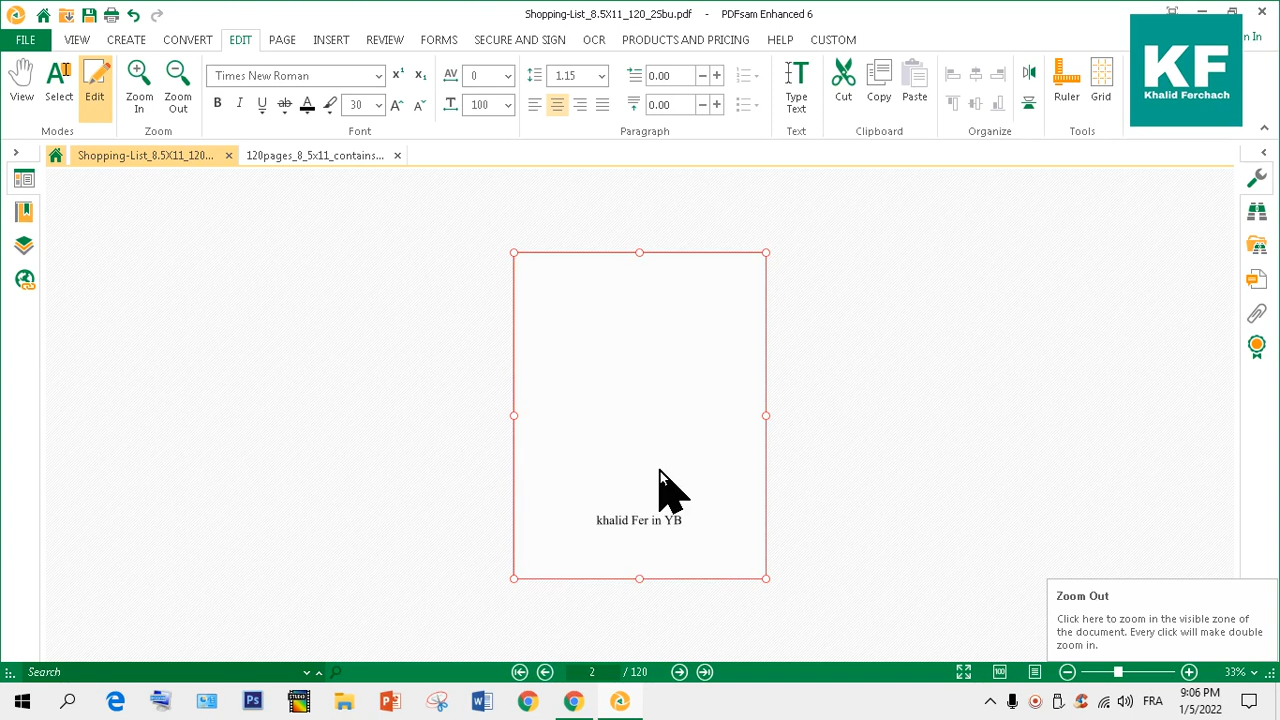 Shopping-List_8.5X11_120_2Sbu.pdf - PDFsam Enhanced 6
FILE VIEW CREATE CONVERT EDIT PAGE INSERT REVIEW FORMS SECURE AND SIGN OCR PRODUCTS AND PRICING HELP CUSTOM
In In
KF
Khalid Ferchach
Times New Roman 0 1.15 0.00
30 100 0.00
View Select Edit Zoom In Zoom Out Type Text Cut Copy Paste Ruler Grid
Modes Zoom Font Paragraph Text Clipboard Organize Tools
Shopping-List_8.5X11_120... 120pages_8_5x11_contains...
khalid Fer in YB
Zoom Out
Click here to zoom in the visible zone of
the document. Every click will make double
zoom in.
Search 2 / 120 33%
FRA
9:06 PM
1/5/2022